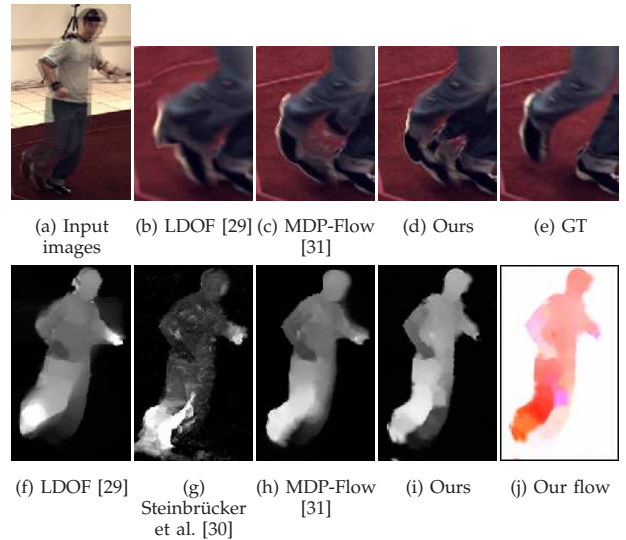 (a) Input images
(b) LDOF [29]
(c) MDP-Flow [31]
(d) Ours
(e) GT
(f) LDOF [29]
(g) Steinbrücker et al. [30]
(h) MDP-Flow [31]
(i) Ours
(j) Our flow